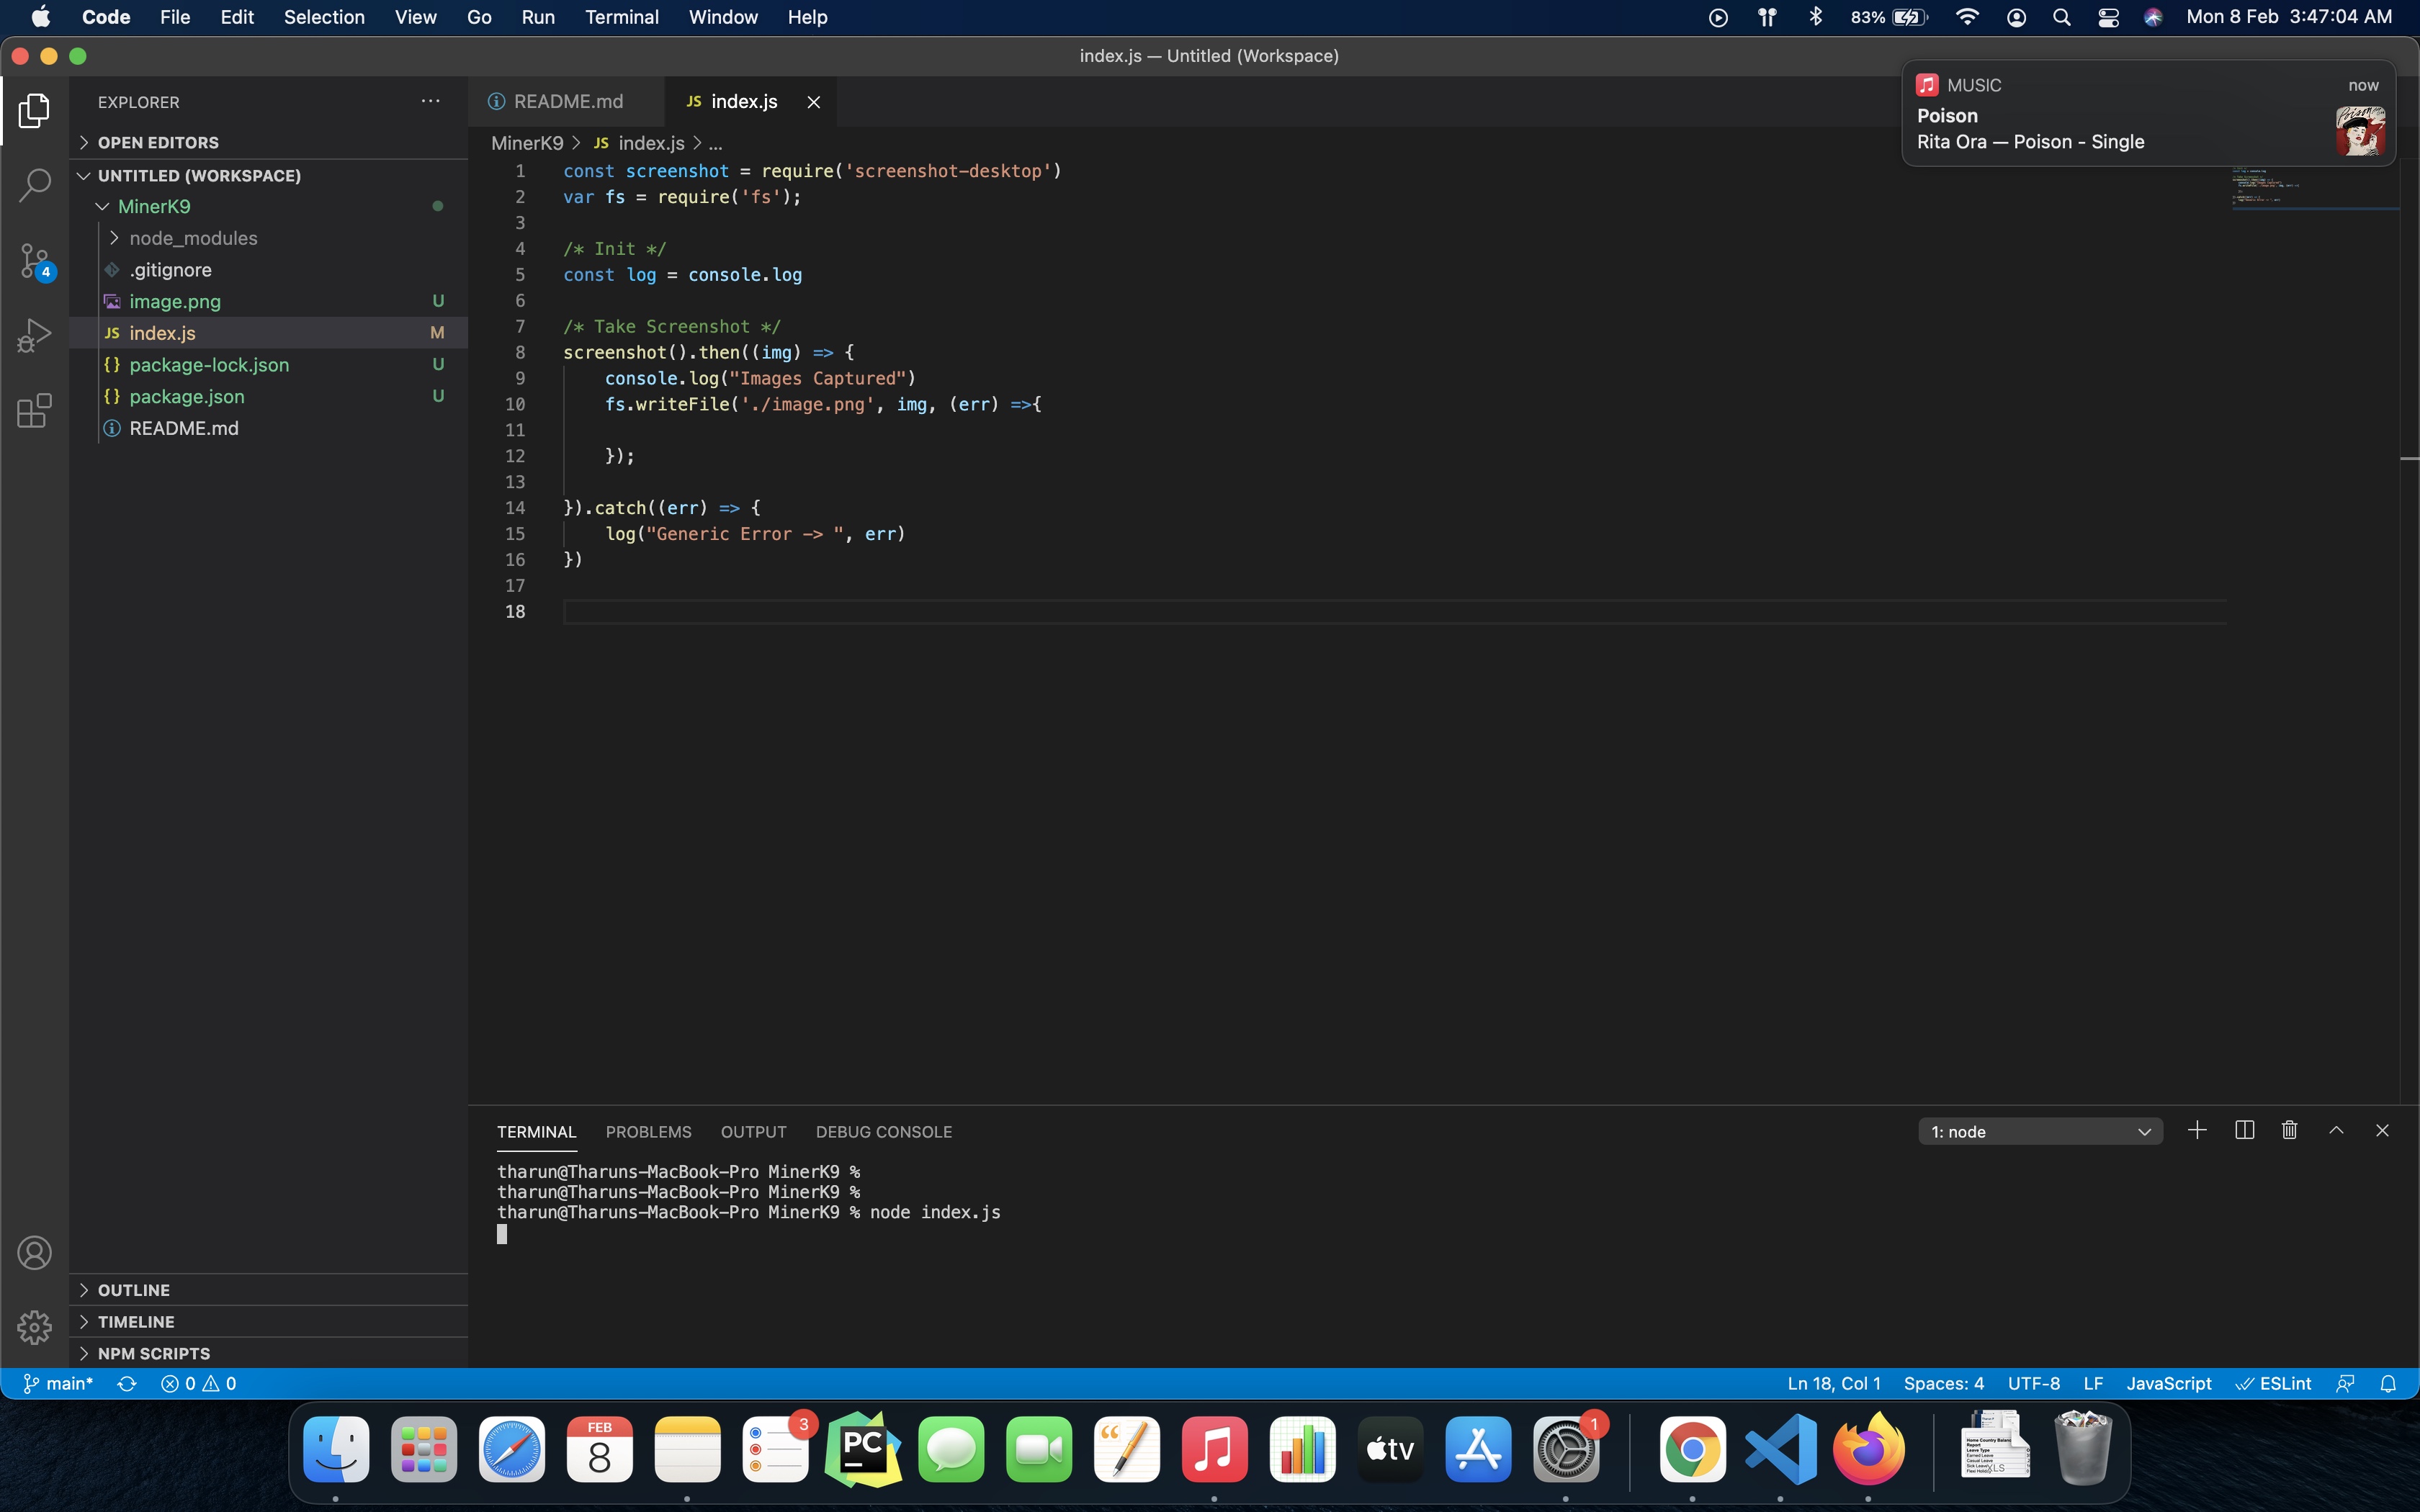 Code File Edit Selection View Go Run Terminal Window Help 83% Mon 8 Feb 3:47:04 AM
index.js — Untitled (Workspace)
MUSIC now
Poison
Rita Ora — Poison - Single
EXPLORER ...
OPEN EDITORS
UNTITLED (WORKSPACE)
MinerK9
node_modules
.gitignore
image.png U
JS index.js M
{} package-lock.json U
{} package.json U
README.md
4
OUTLINE
TIMELINE
NPM SCRIPTS
README.md JS index.js
MinerK9 > JS index.js > ...
1 const screenshot = require('screenshot-desktop')
2 var fs = require('fs');
3
4 /* Init */
5 const log = console.log
6
7 /* Take Screenshot */
8 screenshot().then((img) => {
9 console.log("Images Captured")
10 fs.writeFile('./image.png', img, (err) =>{
11
12 });
13
14 }).catch((err) => {
15 log("Generic Error -> ", err)
16 })
17
18
TERMINAL PROBLEMS OUTPUT DEBUG CONSOLE 1: node
tharun@Tharuns-MacBook-Pro MinerK9 %
tharun@Tharuns-MacBook-Pro MinerK9 %
tharun@Tharuns-MacBook-Pro MinerK9 % node index.js
main* 0 0 Ln 18, Col 1 Spaces: 4 UTF-8 LF JavaScript ESLint
FEB
8
3
PC
tv
1